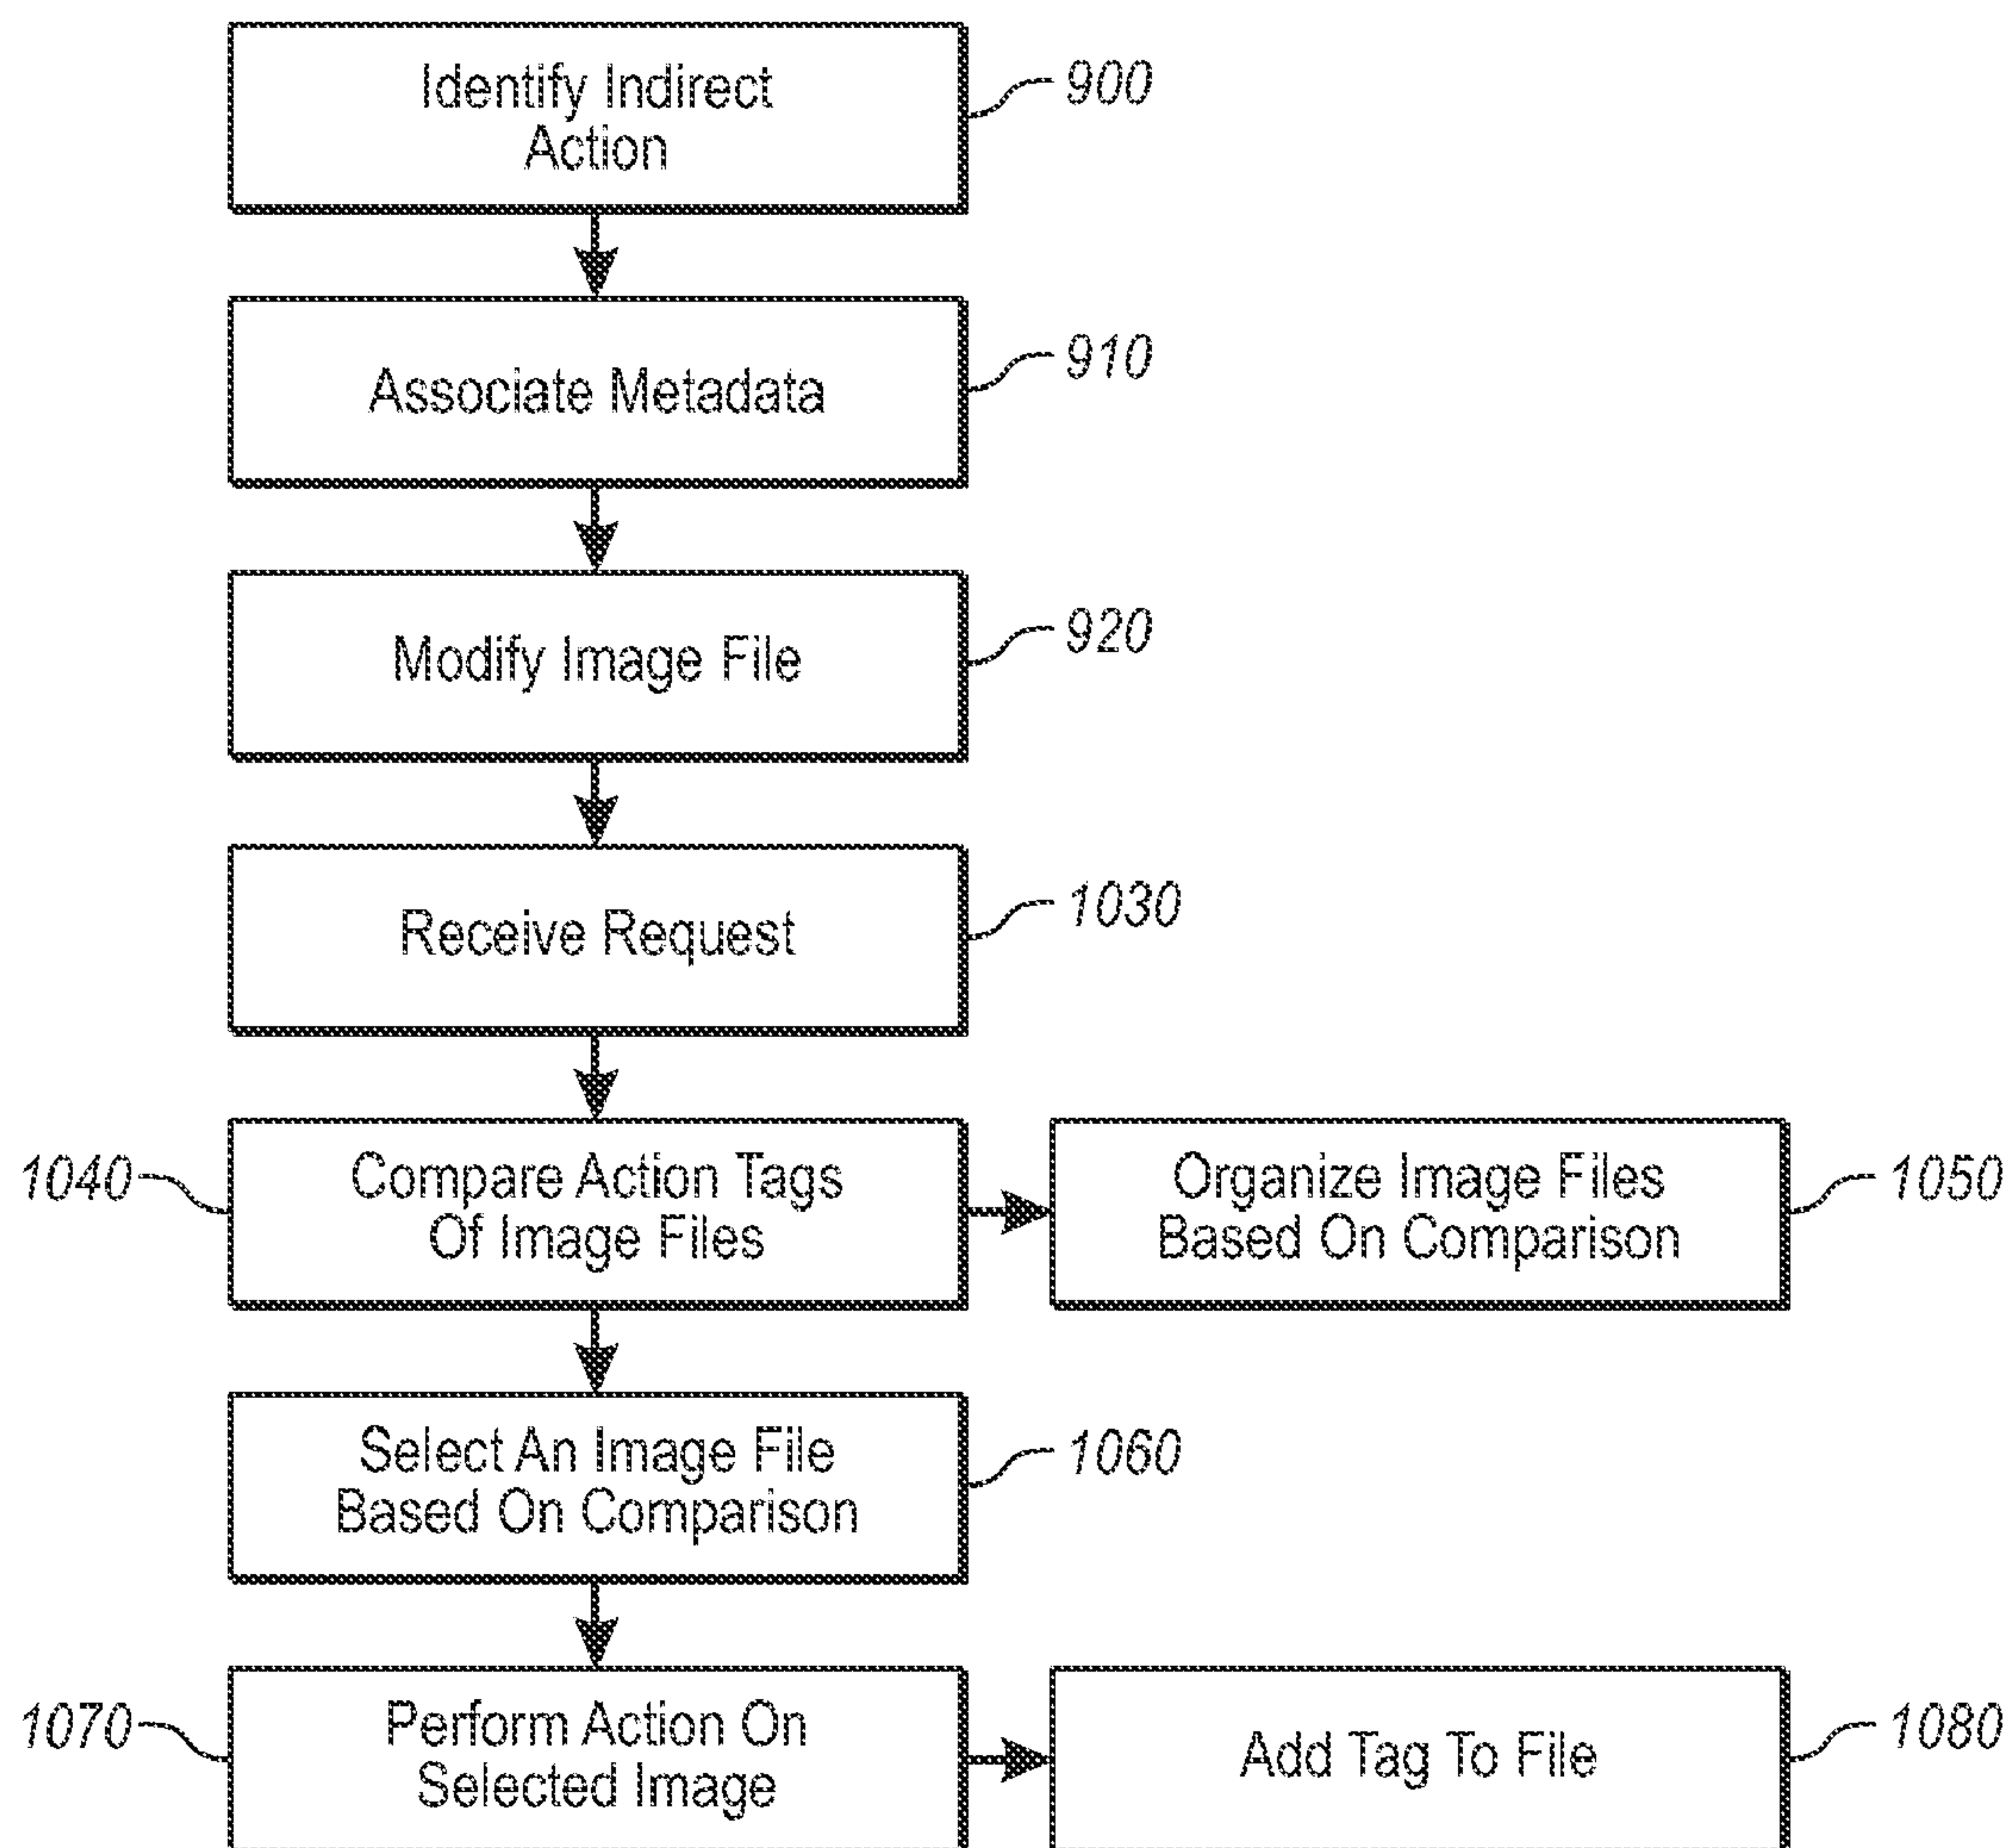 Identify Indirect
Action
900
Associate Metadata
910
Modify Image File
920
Receive Request
1030
1040
Compare Action Tags
Of Image Files
Organize Image Files
Based On Comparison
1050
Select An Image File
Based On Comparison
1060
1070
Perform Action On
Selected Image
Add Tag To File
1080